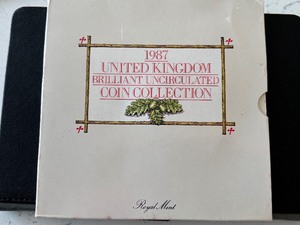 1987
UNITED KINGDOM
BRILLIANT UNCIRCULATED
COIN COLLECTION
Royal Mint